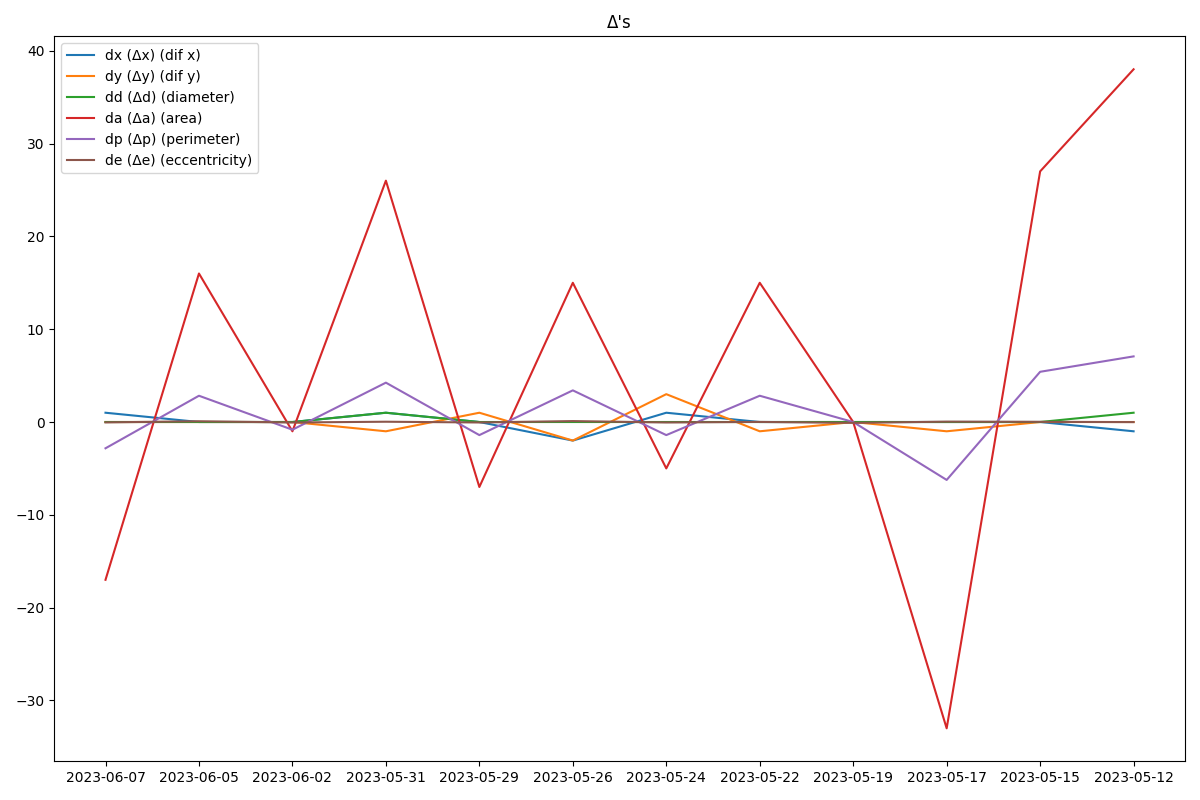 Δ's
dx (Δx) (dif x)
dy (Δy) (dif y)
dd (Δd) (diameter)
da (Δa) (area)
dp (Δp) (perimeter)
de (Δe) (eccentricity)
40
30
20
10
0
−10
−20
−30
2023-06-07 2023-06-05 2023-06-02 2023-05-31 2023-05-29 2023-05-26 2023-05-24 2023-05-22 2023-05-19 2023-05-17 2023-05-15 2023-05-12